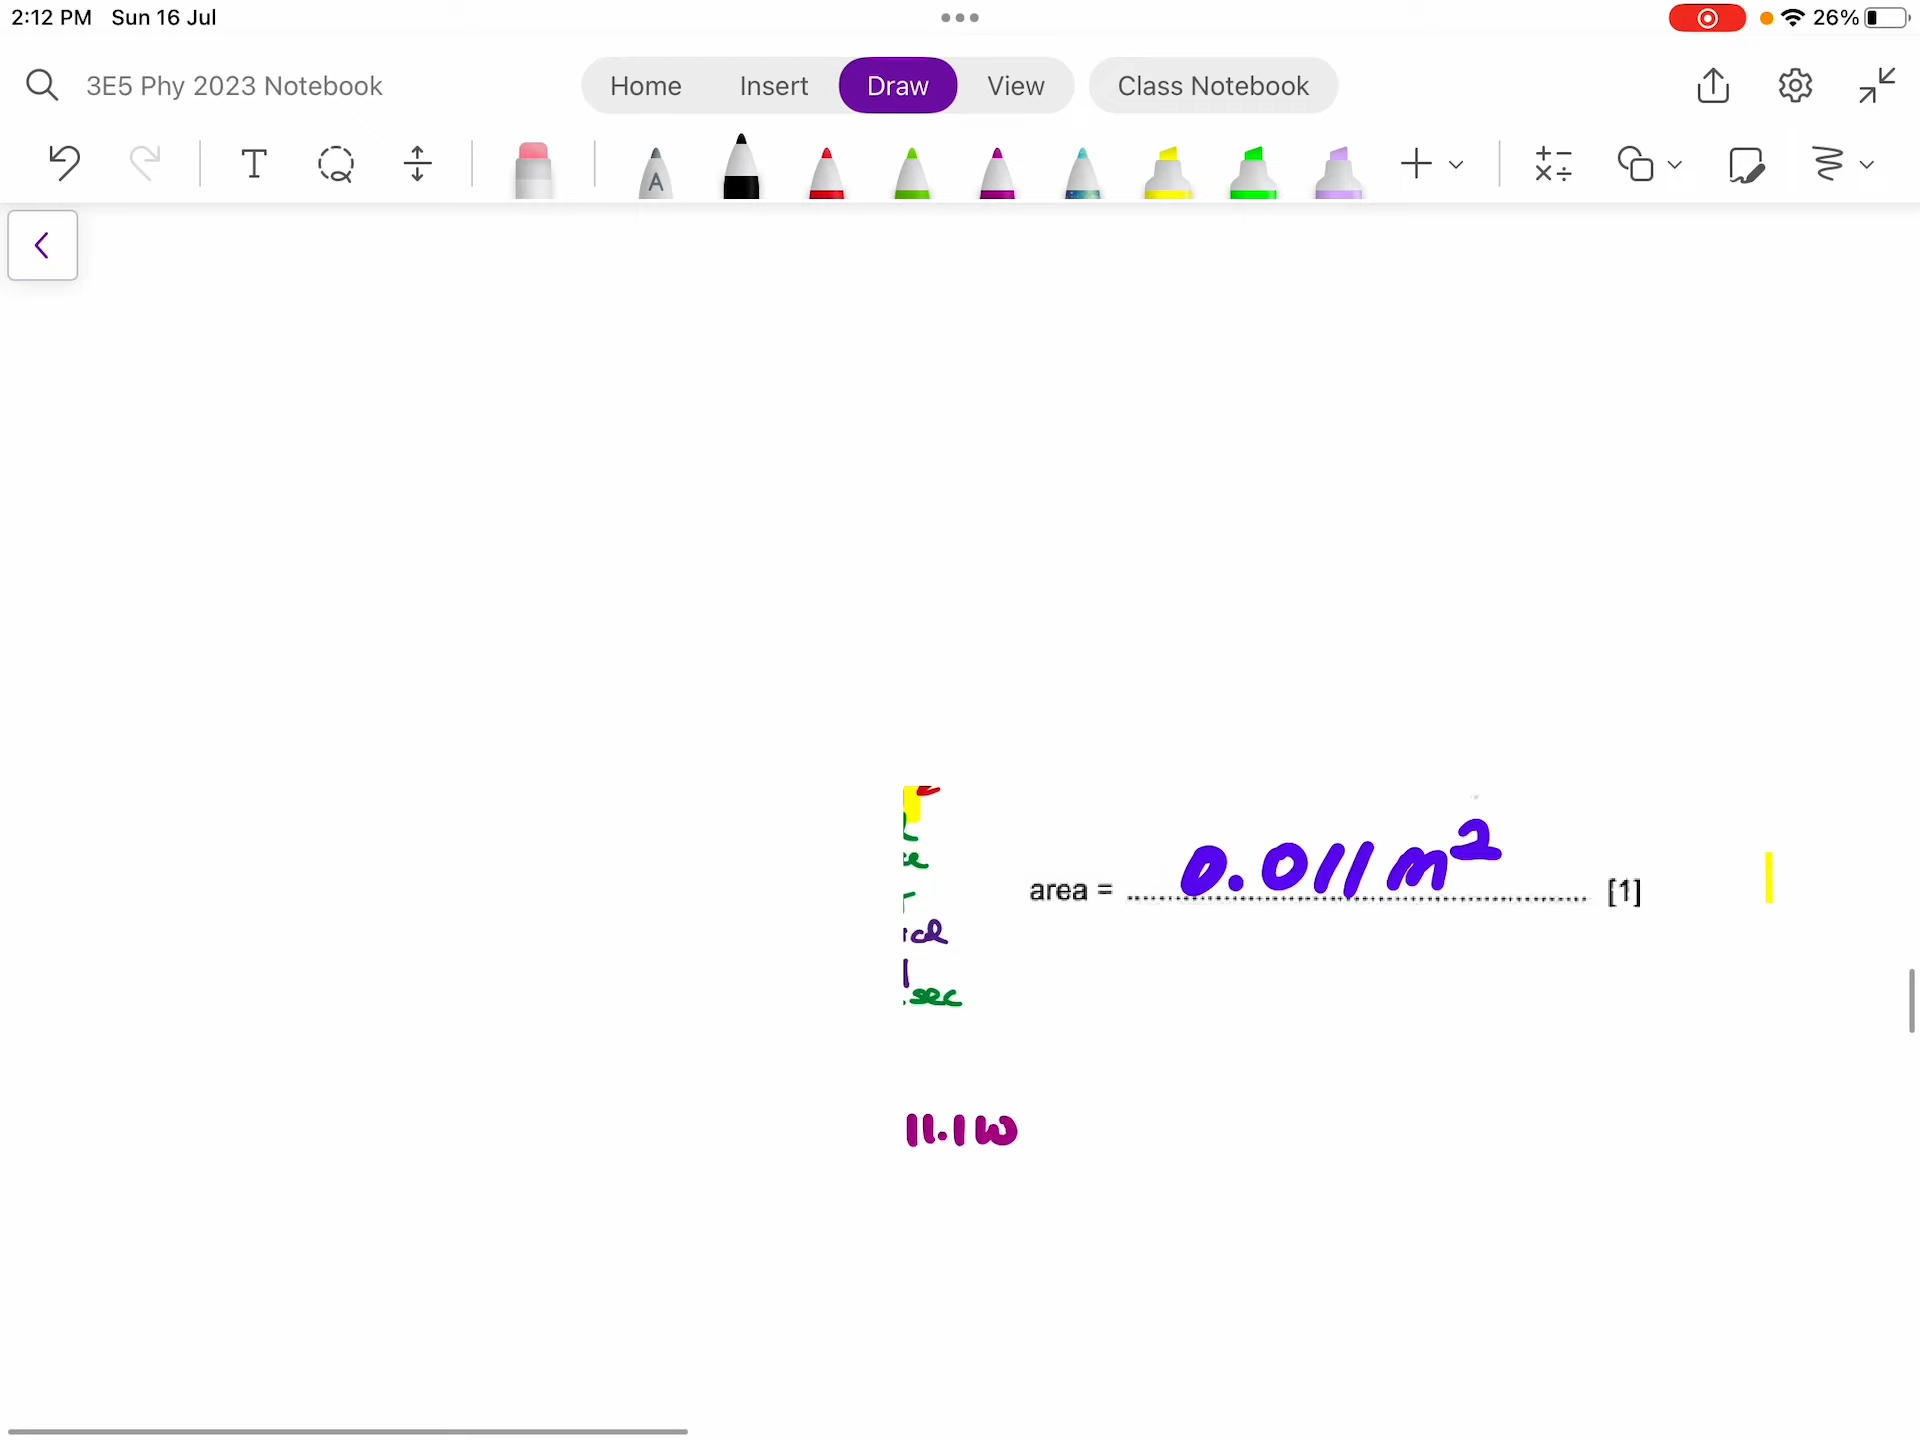 2:12 PM Sun 16 Jul
26%
3E5 Phy 2023 Notebook
Home Insert Draw View Class Notebook
T
A
area = 0.011 m² [1]
sec
11.1W